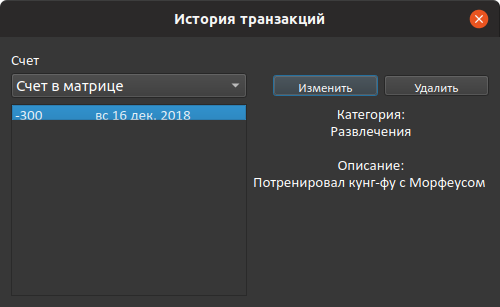 История транзакций
Счет
Счет в матрице
Изменить
Удалить
-300 вс 16 дек. 2018
Категория:
Развлечения
Описание:
Потренировал кунг-фу с Морфеусом